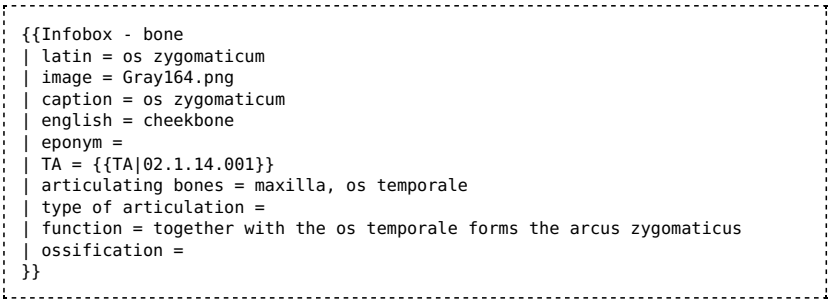 {{Infobox - bone
| latin = os zygomaticum
| image = Gray164.png
| caption = os zygomaticum
| english = cheekbone
| eponym =
| TA = {{TA|02.1.14.001}}
| articulating bones = maxilla, os temporale
| type of articulation =
| function = together with the os temporale forms the arcus zygomaticus
| ossification =
}}